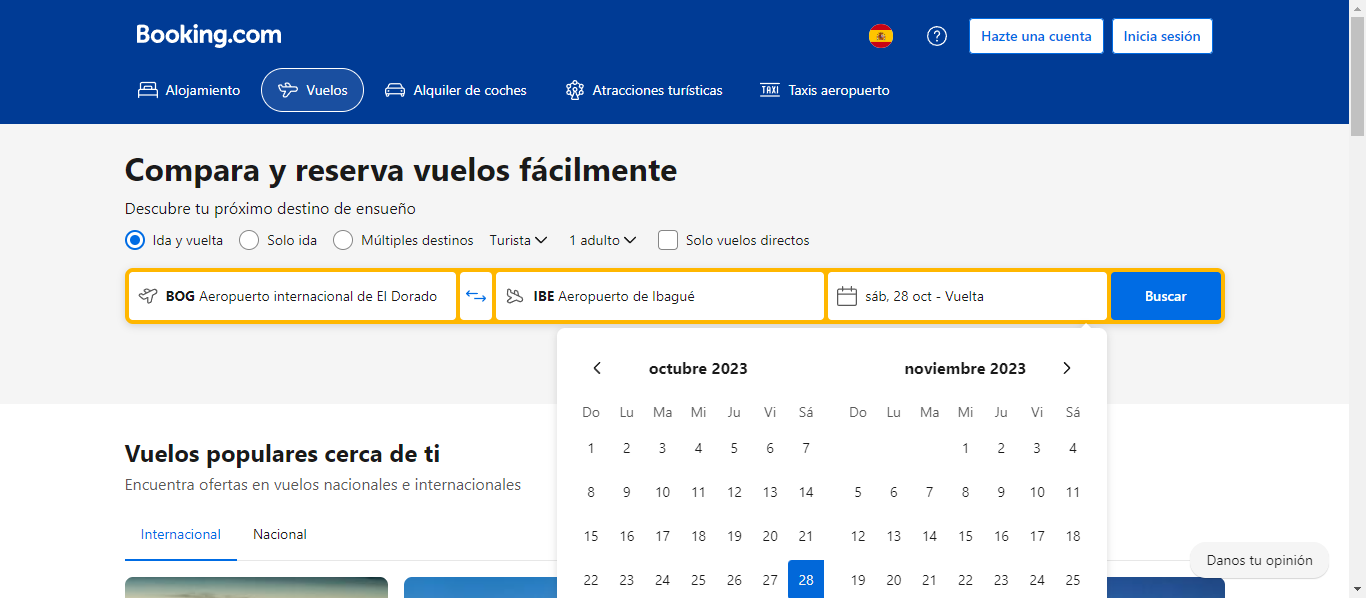 Booking.com
Hazte una cuenta
Inicia sesión
Alojamiento
Vuelos
Alquiler de coches
Atracciones turísticas
TAXI Taxis aeropuerto
Compara y reserva vuelos fácilmente
Descubre tu próximo destino de ensueño
Ida y vuelta Solo ida Múltiples destinos Turista 1 adulto Solo vuelos directos
BOG Aeropuerto internacional de El Dorado
IBE Aeropuerto de Ibagué
sáb, 28 oct - Vuelta
Buscar
octubre 2023
Do Lu Ma Mi Ju Vi Sá
1 2 3 4 5 6 7
8 9 10 11 12 13 14
15 16 17 18 19 20 21
22 23 24 25 26 27 28
noviembre 2023
Do Lu Ma Mi Ju Vi Sá
1 2 3 4
5 6 7 8 9 10 11
12 13 14 15 16 17 18
19 20 21 22 23 24 25
Vuelos populares cerca de ti
Encuentra ofertas en vuelos nacionales e internacionales
Internacional Nacional
Danos tu opinión